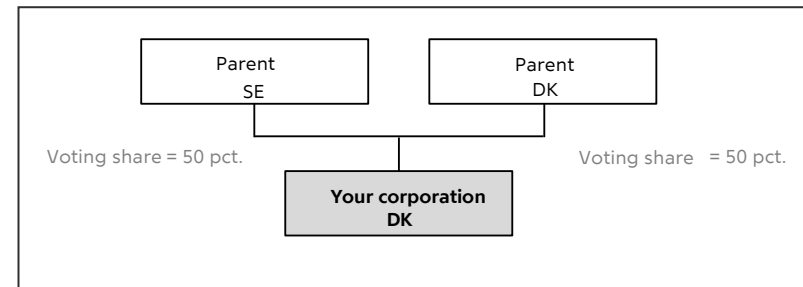 Parent
SE
Parent
DK
Voting share = 50 pct.
Voting share = 50 pct.
Your corporation
DK